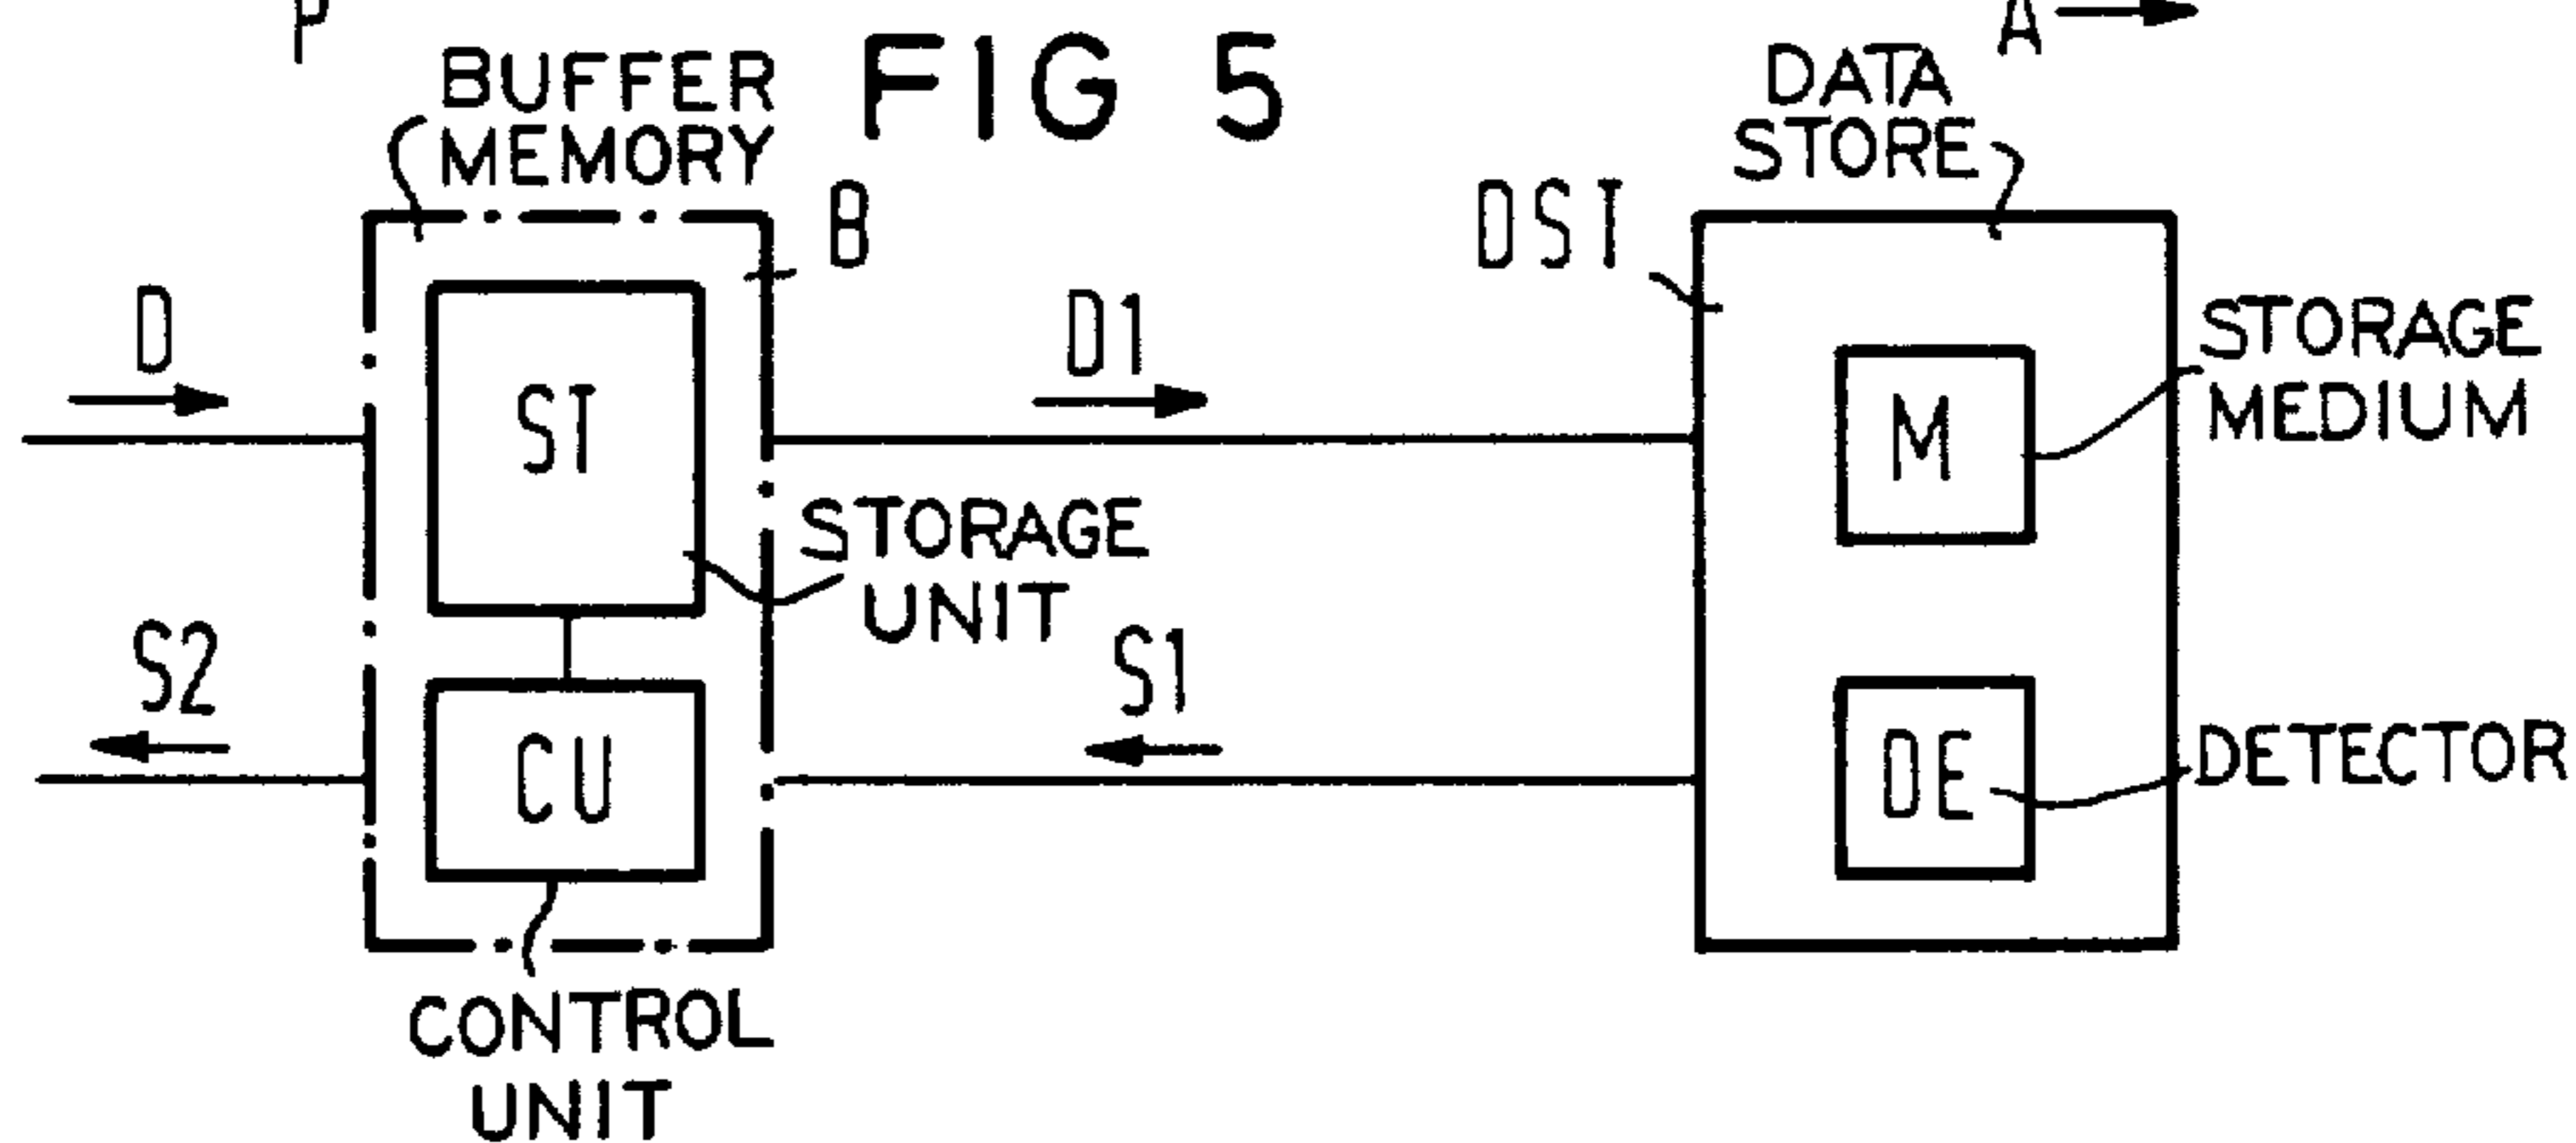 P
A
FIG 5
BUFFER
MEMORY
B
DATA
STORE
DST
D
D1
ST
STORAGE
UNIT
M
STORAGE
MEDIUM
S2
S1
CU
DE
DETECTOR
CONTROL
UNIT